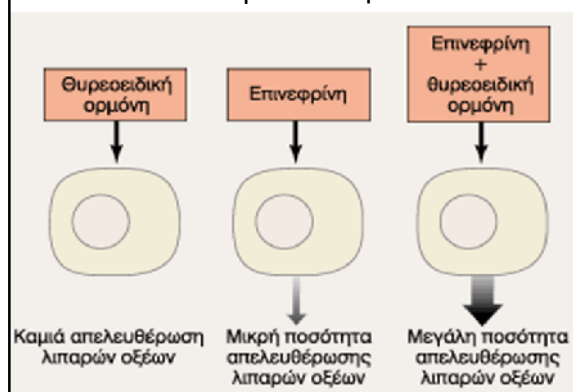 Θυρεοειδική
ορμόνη
Επινεφρίνη
Επινεφρίνη
+
θυρεοειδική
ορμόνη
Καμιά απελευθέρωση
λιπαρών οξέων
Μικρή ποσότητα
απελευθέρωσης
λιπαρών οξέων
Μεγάλη ποσότητα
απελευθέρωσης
λιπαρών οξέων